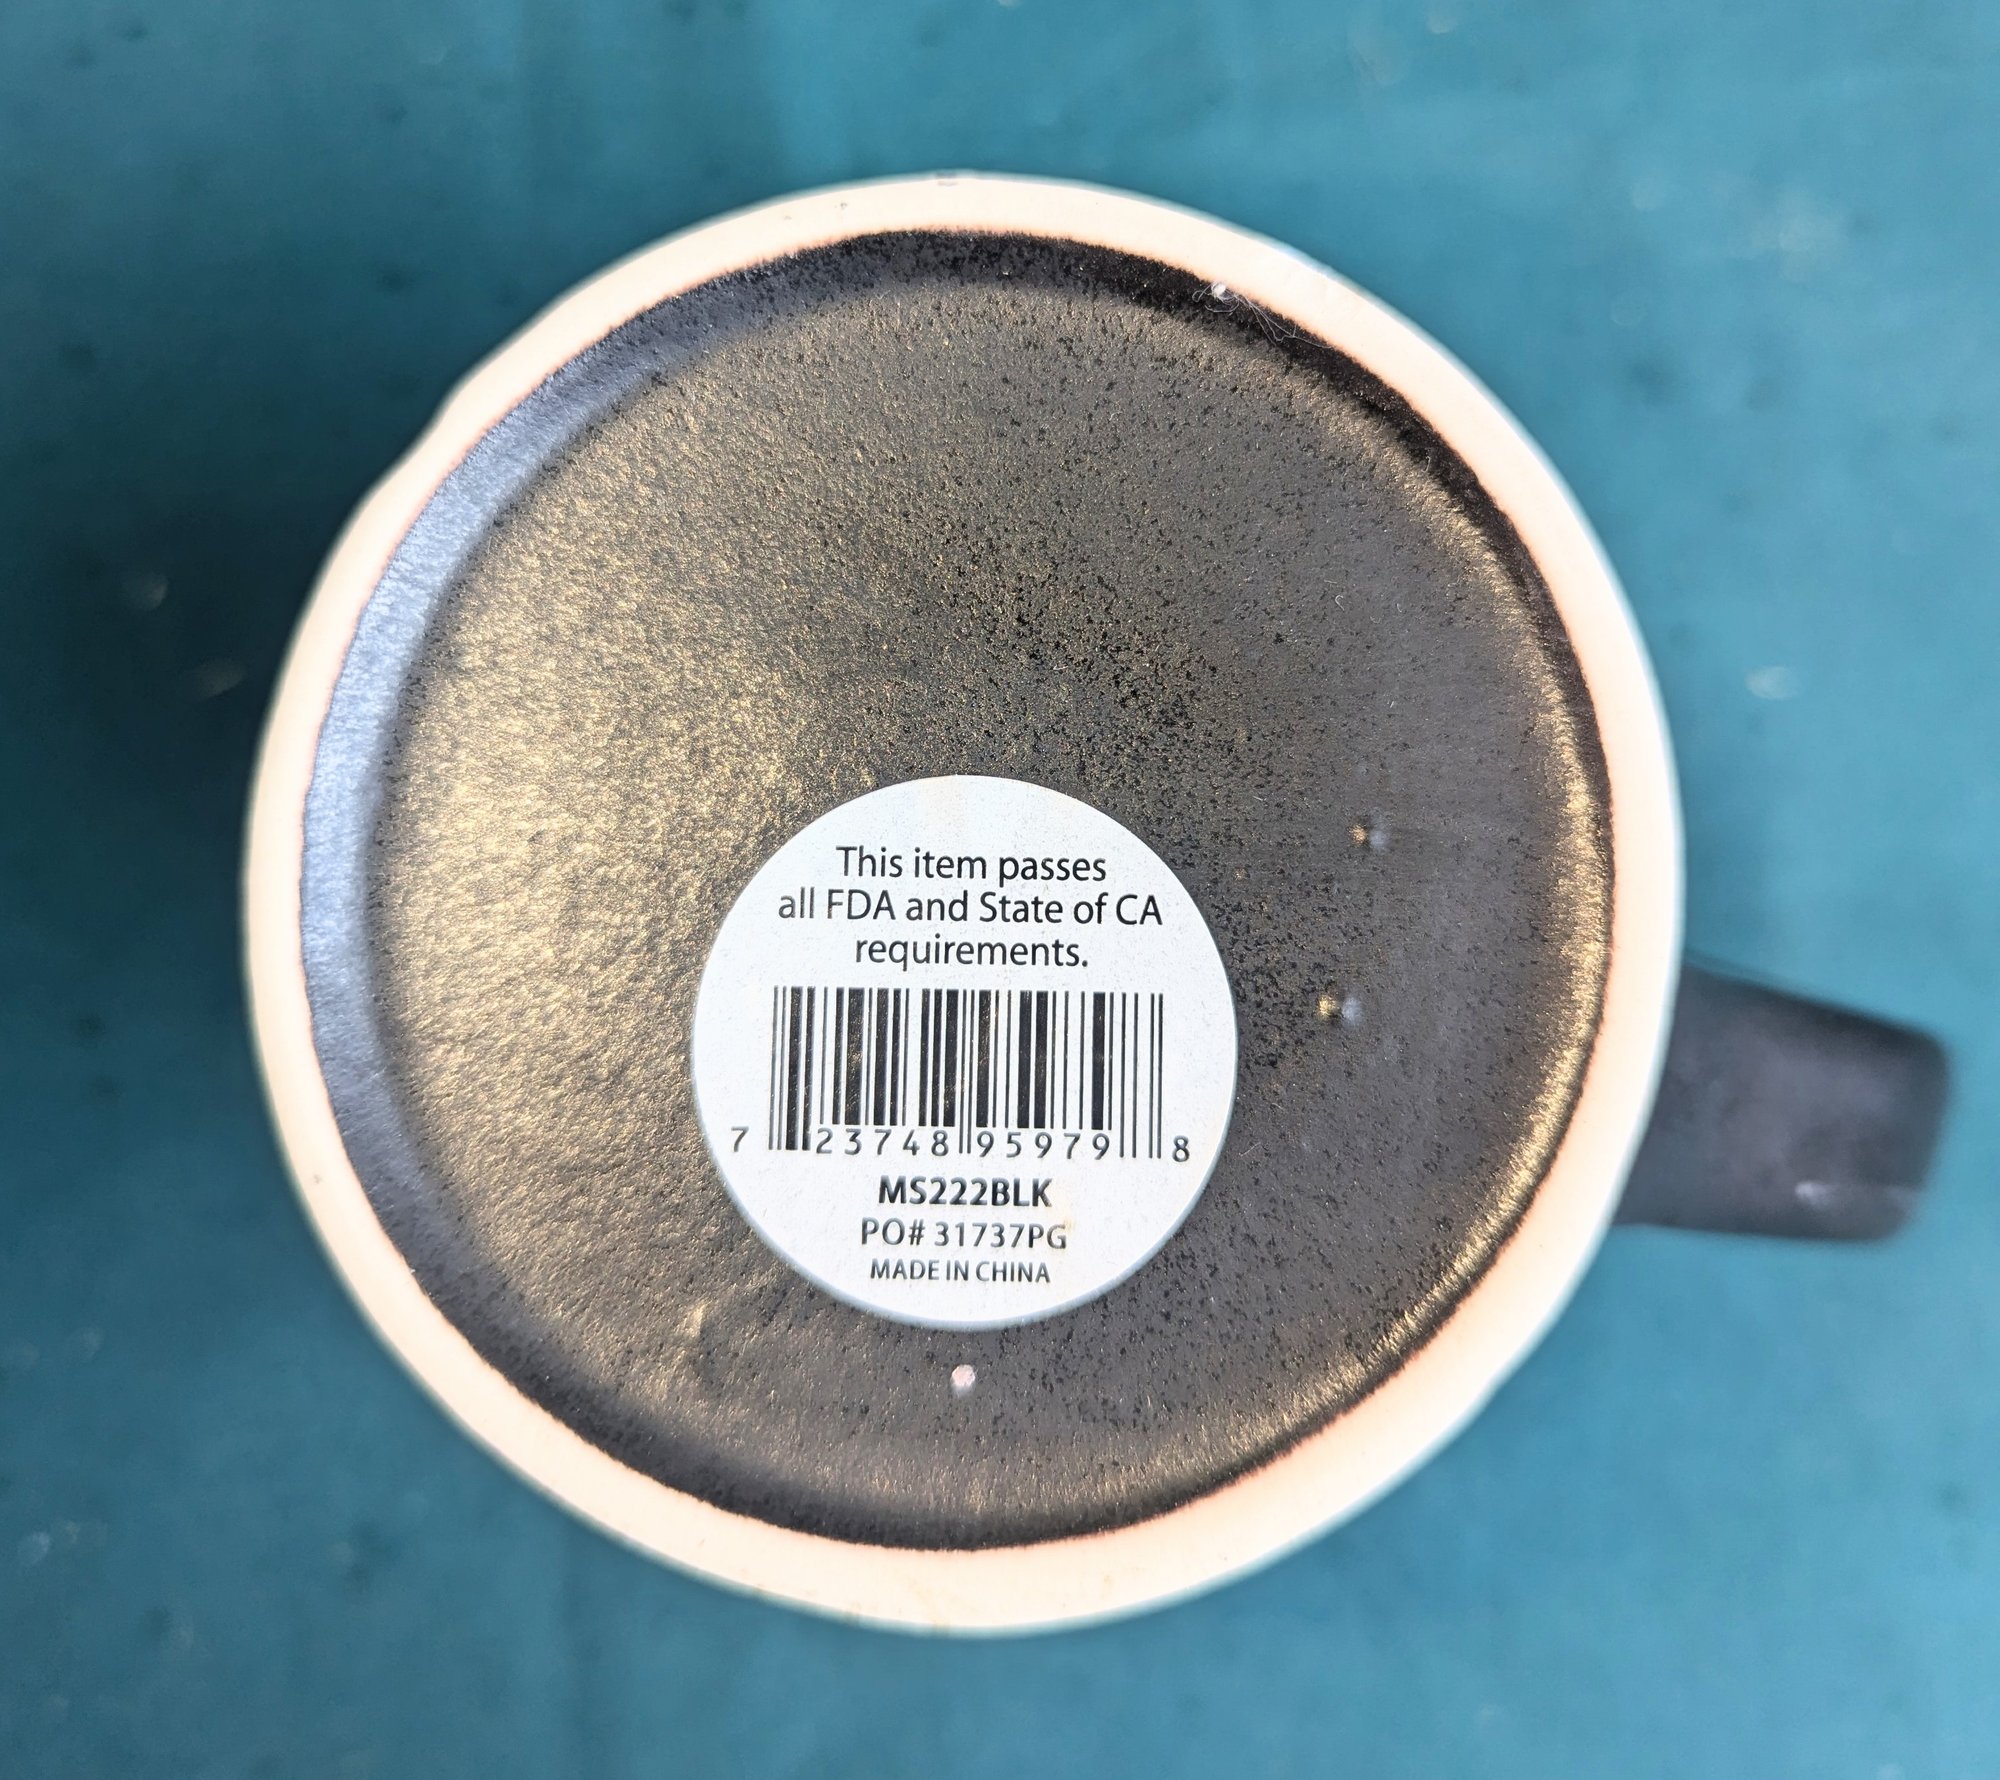 This item passes
all FDA and State of CA
requirements.
7 23748 95979 8
MS222BLK
PO# 31737PG
MADE IN CHINA